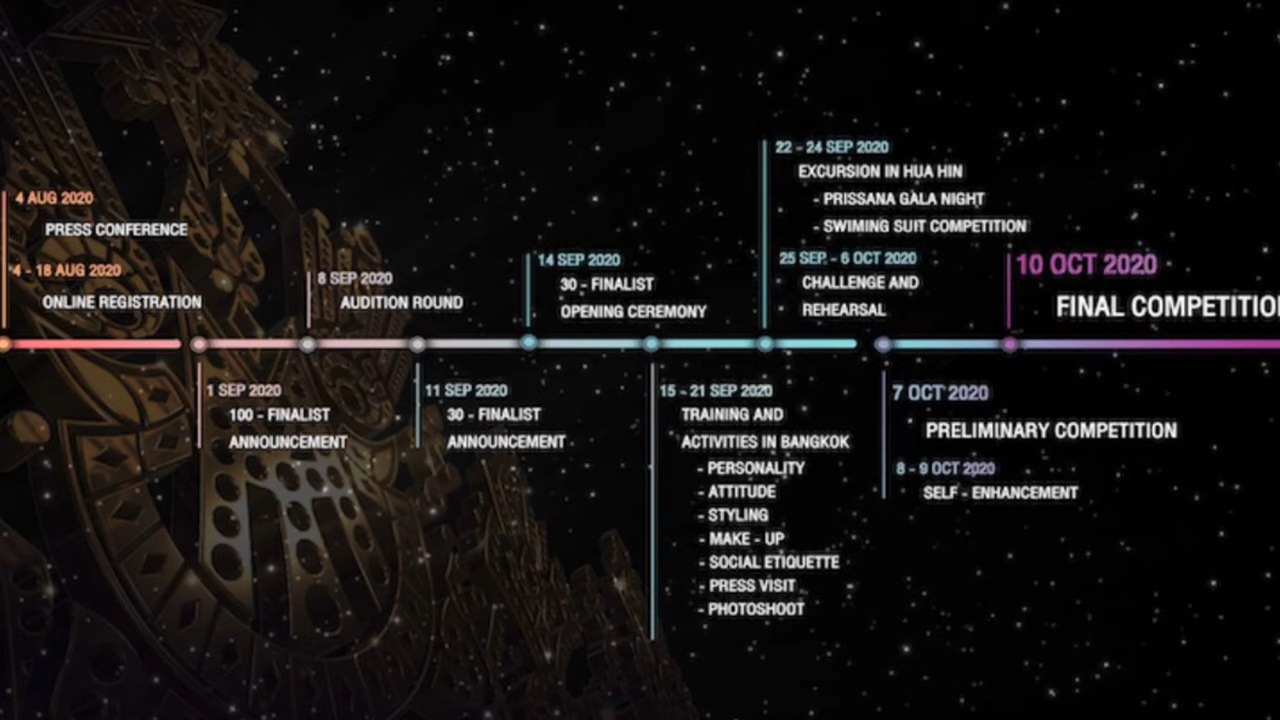 4 AUG 2020
PRESS CONFERENCE
4 - 18 AUG 2020
ONLINE REGISTRATION
1 SEP 2020
100 - FINALIST
ANNOUNCEMENT
8 SEP 2020
AUDITION ROUND
11 SEP 2020
30 - FINALIST
ANNOUNCEMENT
14 SEP 2020
30 - FINALIST
OPENING CEREMONY
15 - 21 SEP 2020
TRAINING AND
ACTIVITIES IN BANGKOK
- PERSONALITY
- ATTITUDE
- STYLING
- MAKE - UP
- SOCIAL ETIQUETTE
- PRESS VISIT
- PHOTOSHOOT
22 - 24 SEP 2020
EXCURSION IN HUA HIN
- PRISSANA GALA NIGHT
- SWIMING SUIT COMPETITION
25 SEP. - 6 OCT 2020
CHALLENGE AND
REHEARSAL
7 OCT 2020
PRELIMINARY COMPETITION
8 - 9 OCT 2020
SELF - ENHANCEMENT
10 OCT 2020
FINAL COMPETITIO